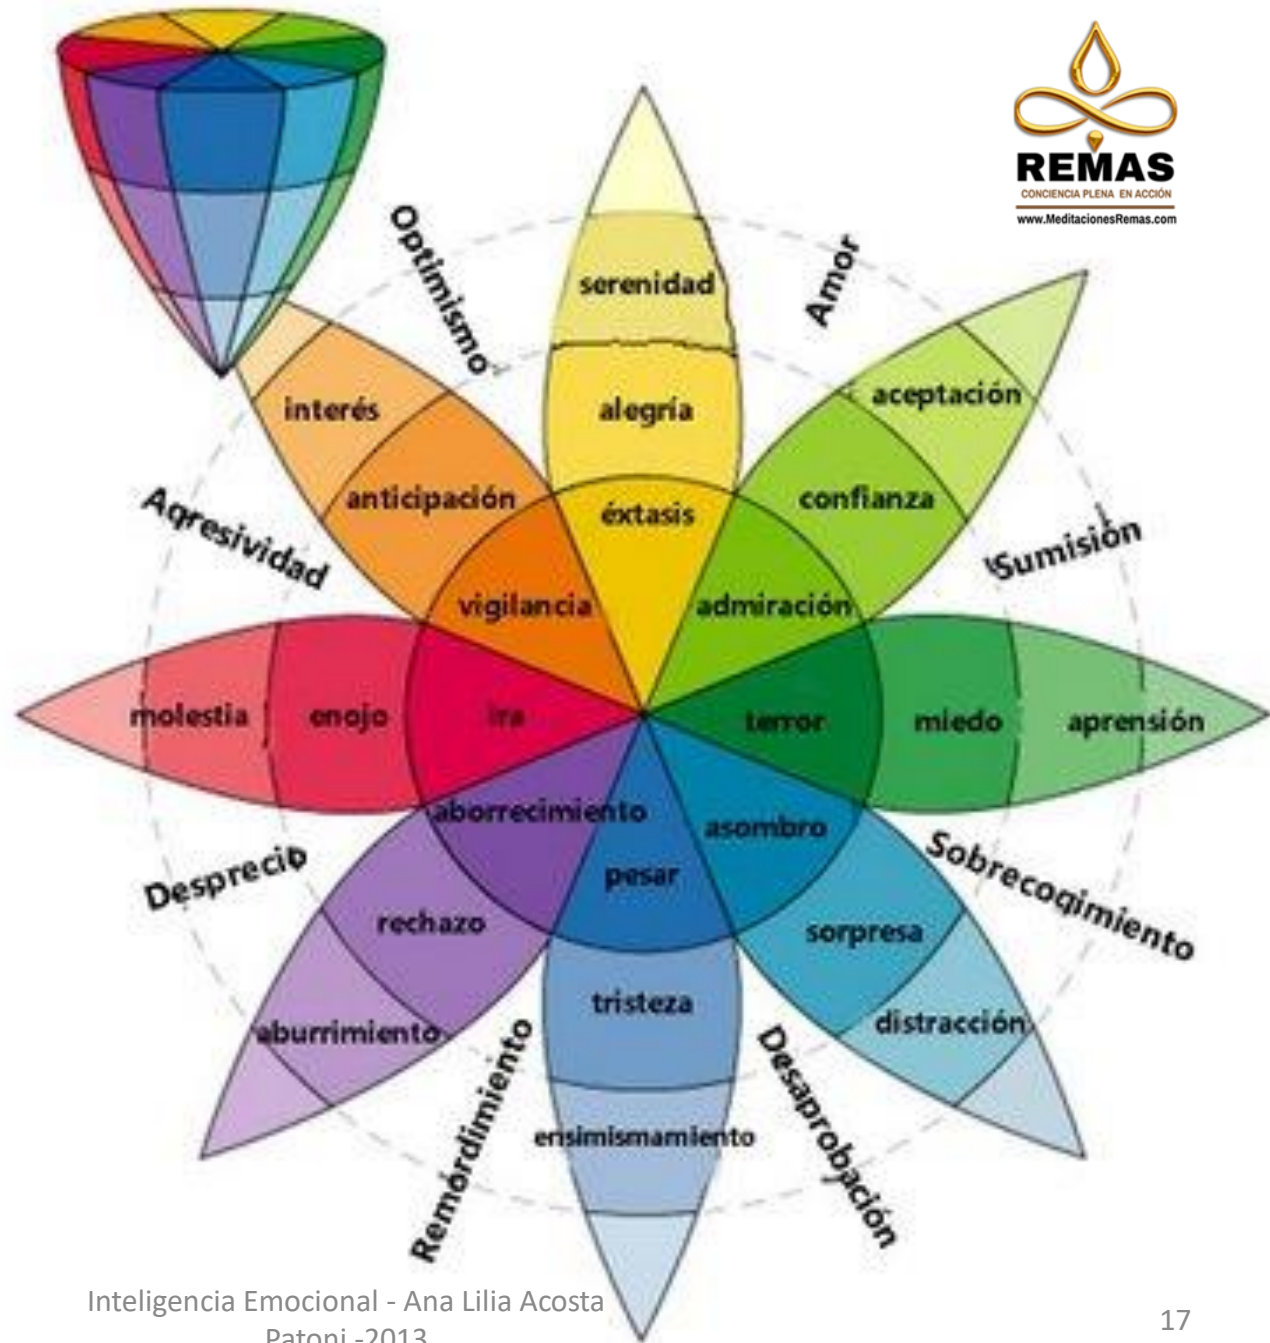 REMAS
CONCIENCIA PLENA EN ACCIÓN
www.MeditacionesRemas.com
Optimismo
Amor
serenidad
interés
alegría
aceptación
anticipación
éxtasis
confianza
Agresividad
Sumisión
vigilancia
admiración
molestia
enojo
ira
terror
miedo
aprensión
aborrecimiento
asombro
Desprecio
pesar
Sobrecogimiento
rechazo
sorpresa
tristeza
aburrimiento
distracción
Remordimiento
ensimismamiento
Desaprobación
Inteligencia Emocional - Ana Lilia Acosta
Patoni -2013
17